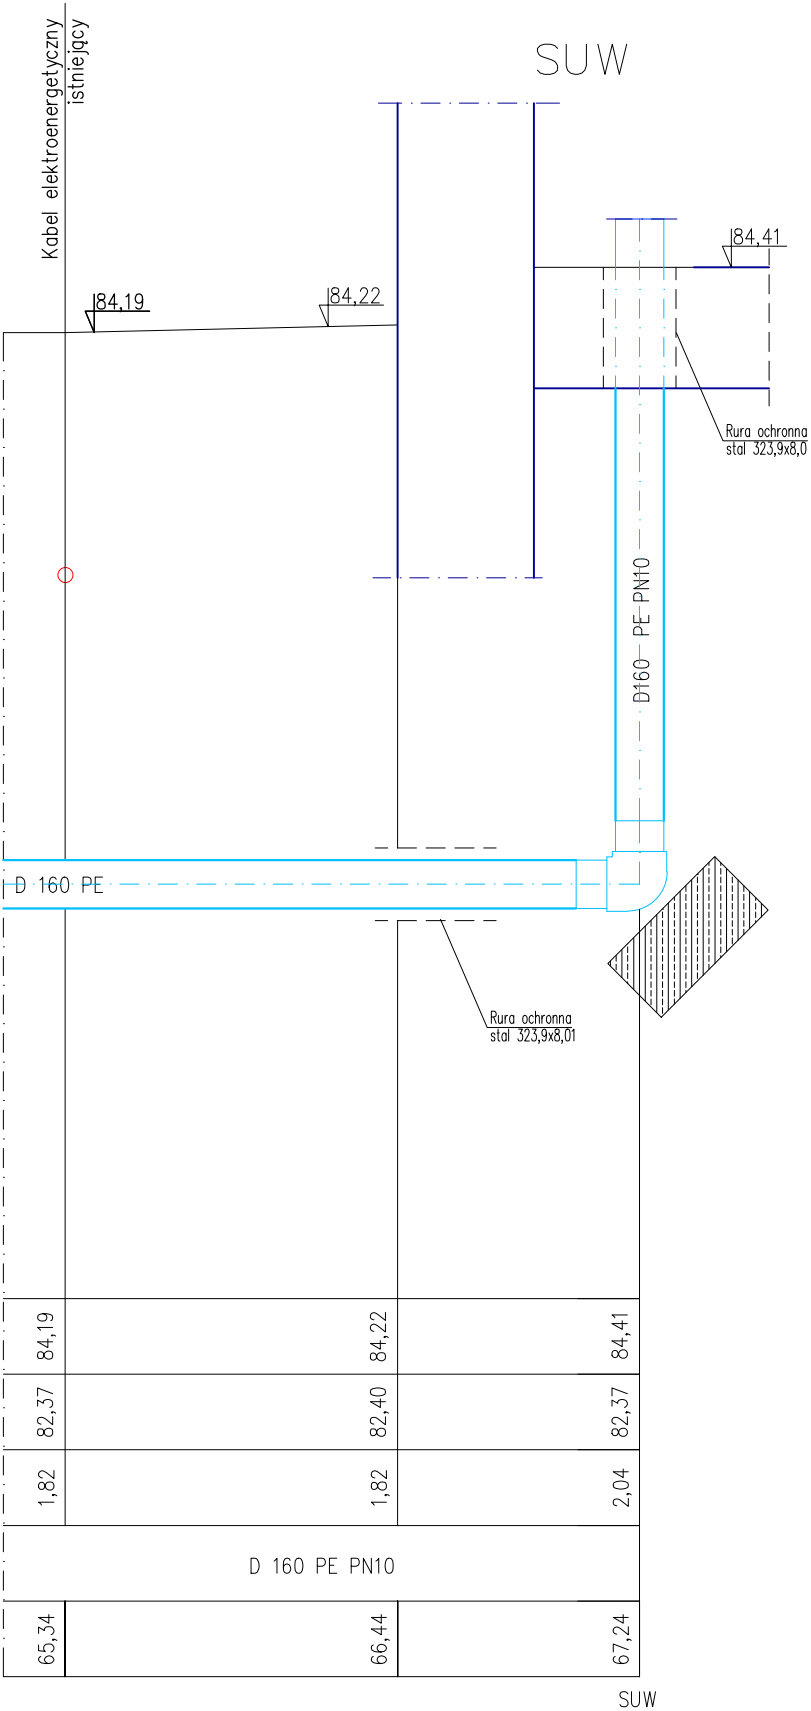 Kabel elektroenergetyczny
istniejący
SUW
84,41
84,19
84,22
Rura ochronna
stal 323,9x8,0
D160 PE PN10
D 160 PE
Rura ochronna
stal 323,9x8,01
84,19 84,22 84,41
82,37 82,40 82,37
1,82 1,82 2,04
D 160 PE PN10
65,34 66,44 67,24
SUW